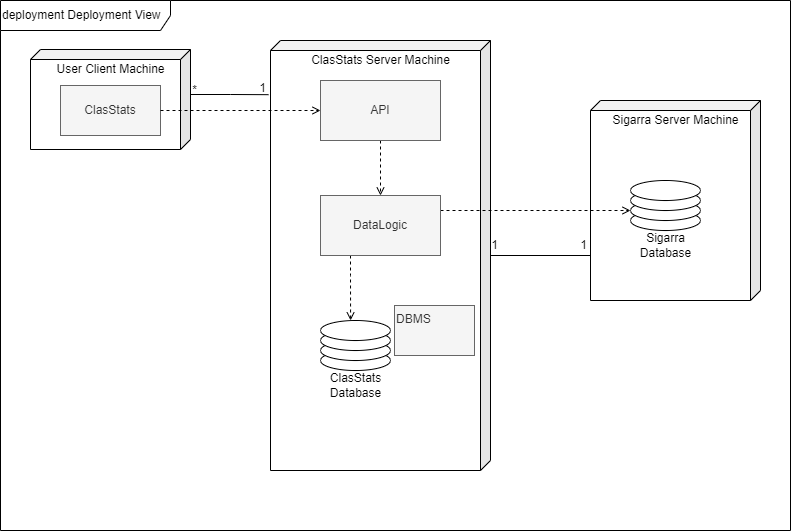 deployment Deployment View
User Client Machine
ClasStats
*
1
ClasStats Server Machine
API
DataLogic
DBMS
ClasStats
Database
1
1
Sigarra Server Machine
Sigarra
Database